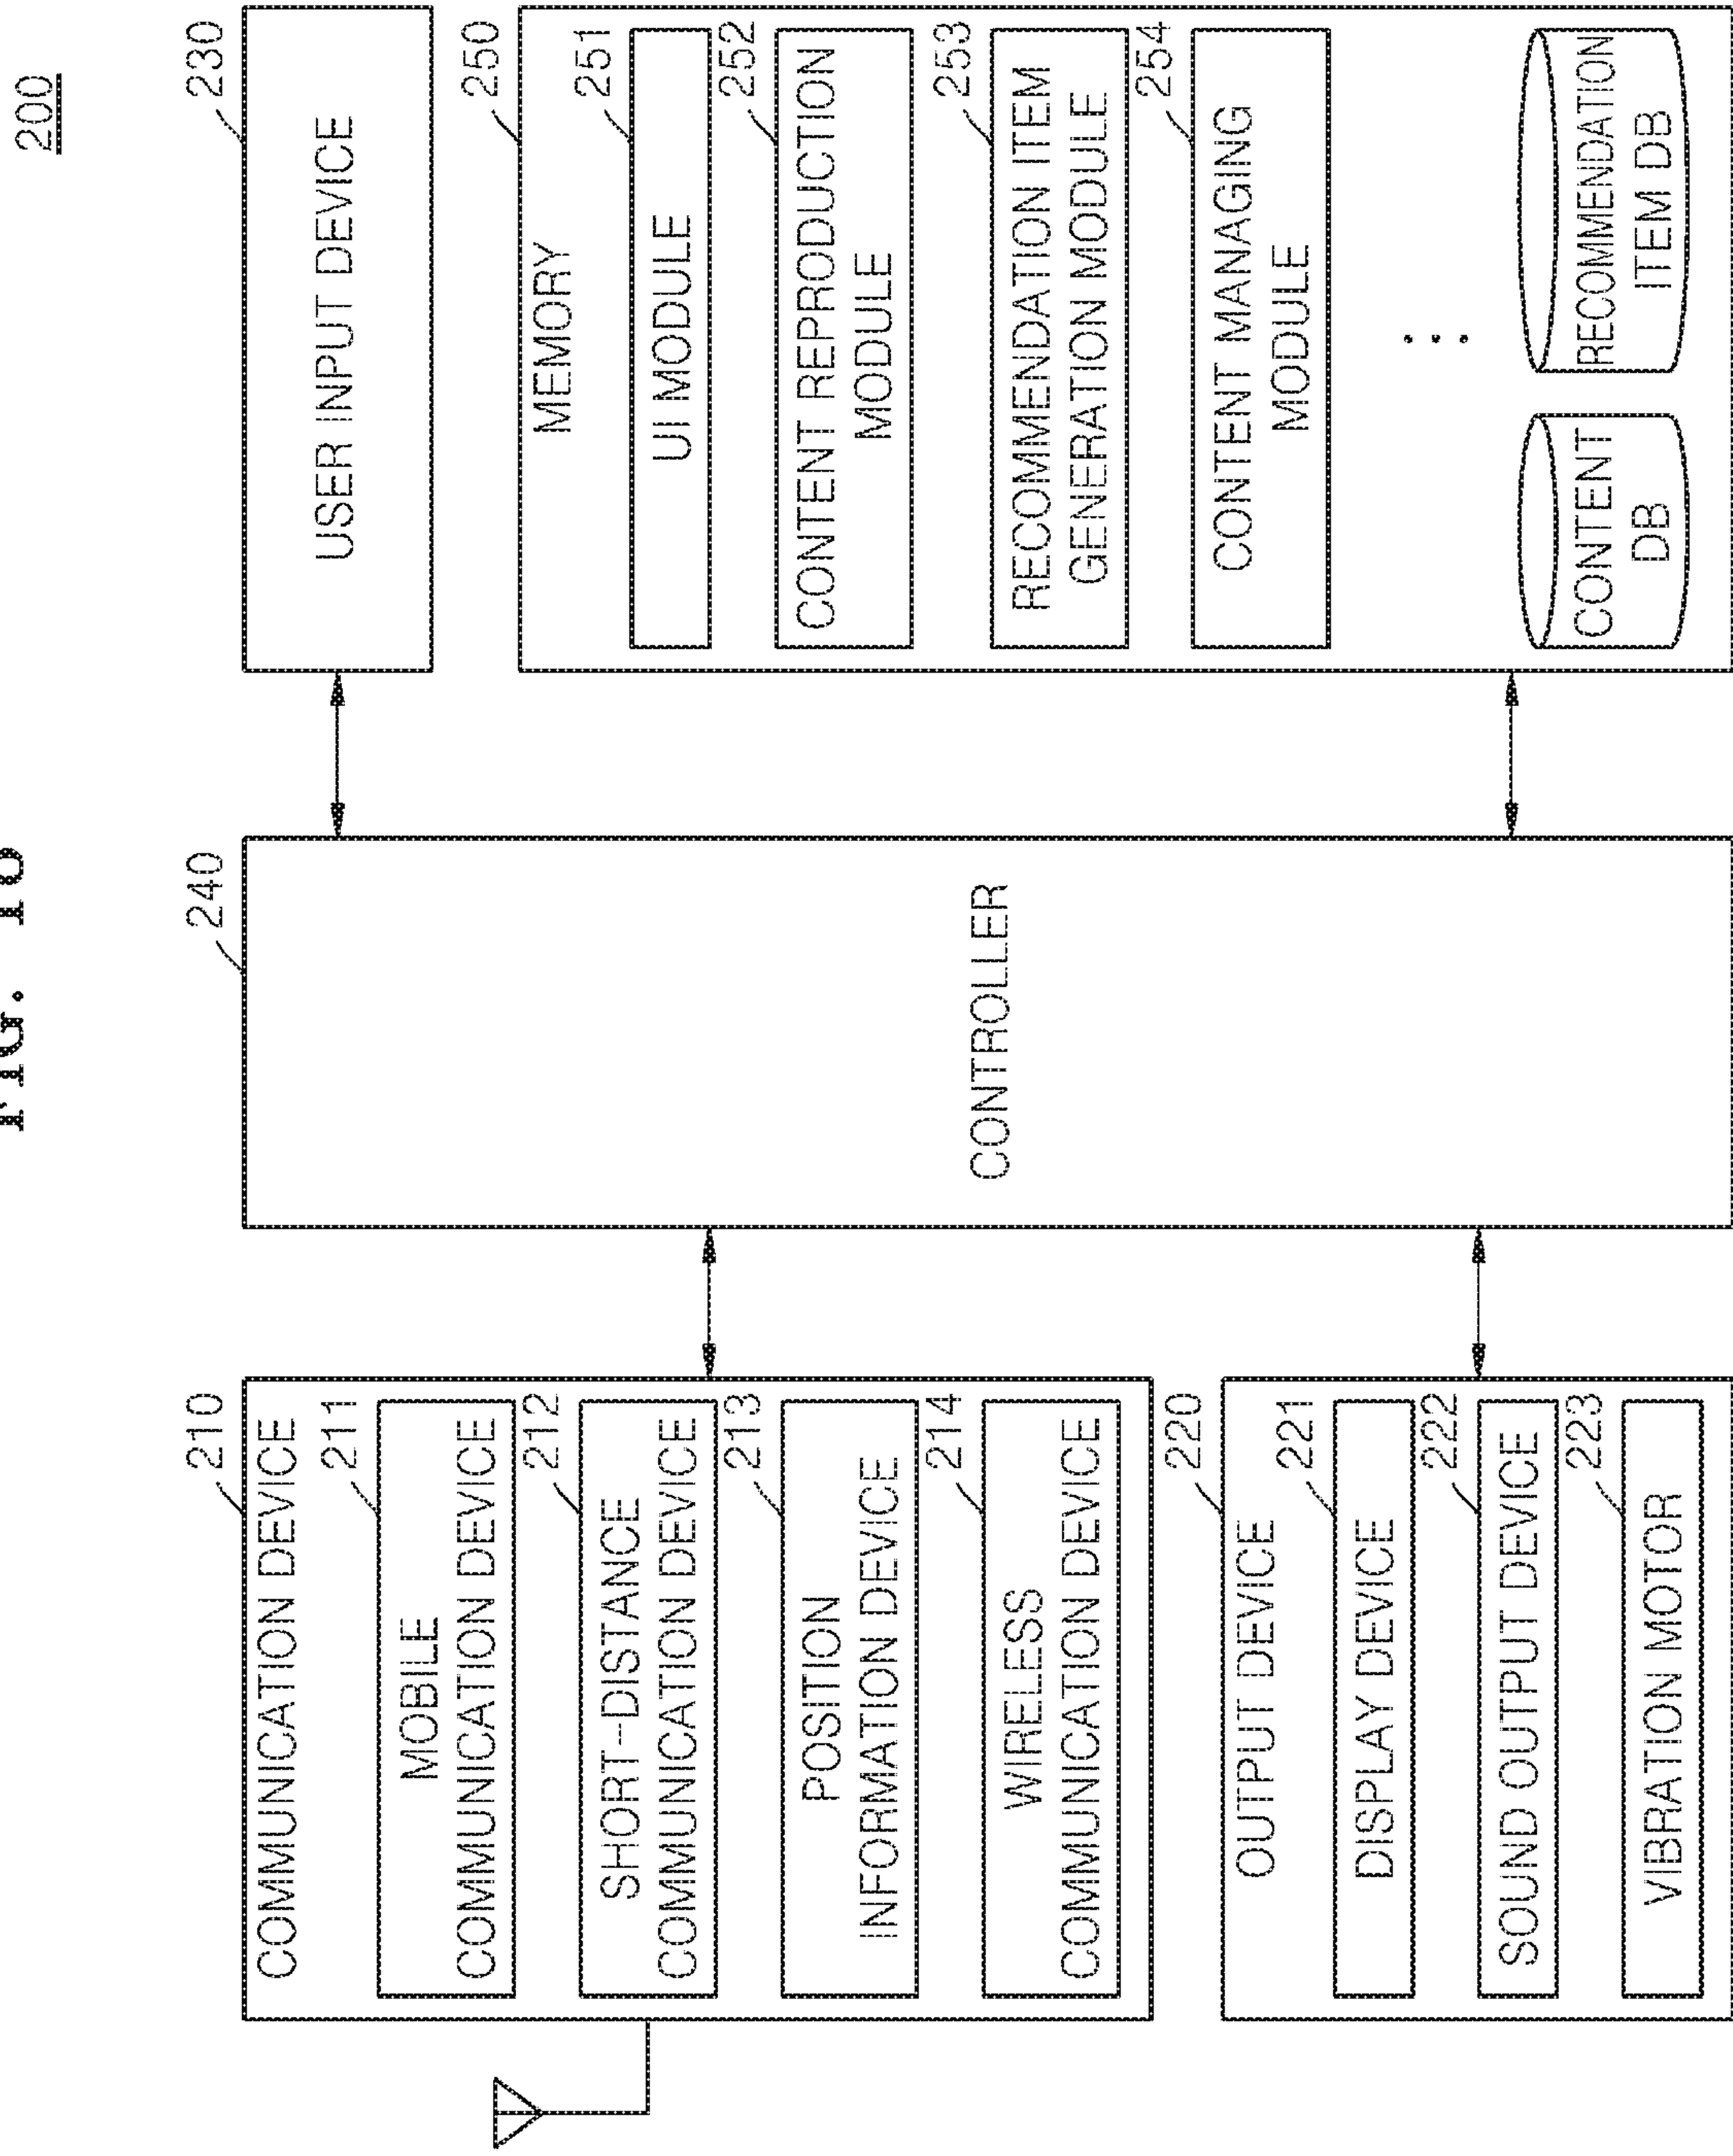 FIG.
200
210
COMMUNICATION DEVICE
211
MOBILE
COMMUNICATION DEVICE
212
SHORT-DISTANCE
COMMUNICATION DEVICE
213
POSITION
INFORMATION DEVICE
214
WIRELESS
COMMUNICATION DEVICE
220
OUTPUT DEVICE
221
DISPLAY DEVICE
222
SOUND OUTPUT DEVICE
223
VIBRATION MOTOR
240
CONTROLLER
230
USER INPUT DEVICE
250
MEMORY
251
UI MODULE
252
CONTENT REPRODUCTION
MODULE
253
RECOMMENDATION ITEM
GENERATION MODULE
254
CONTENT MANAGING
MODULE
...
CONTENT
DB
RECOMMENDATION
ITEM DB